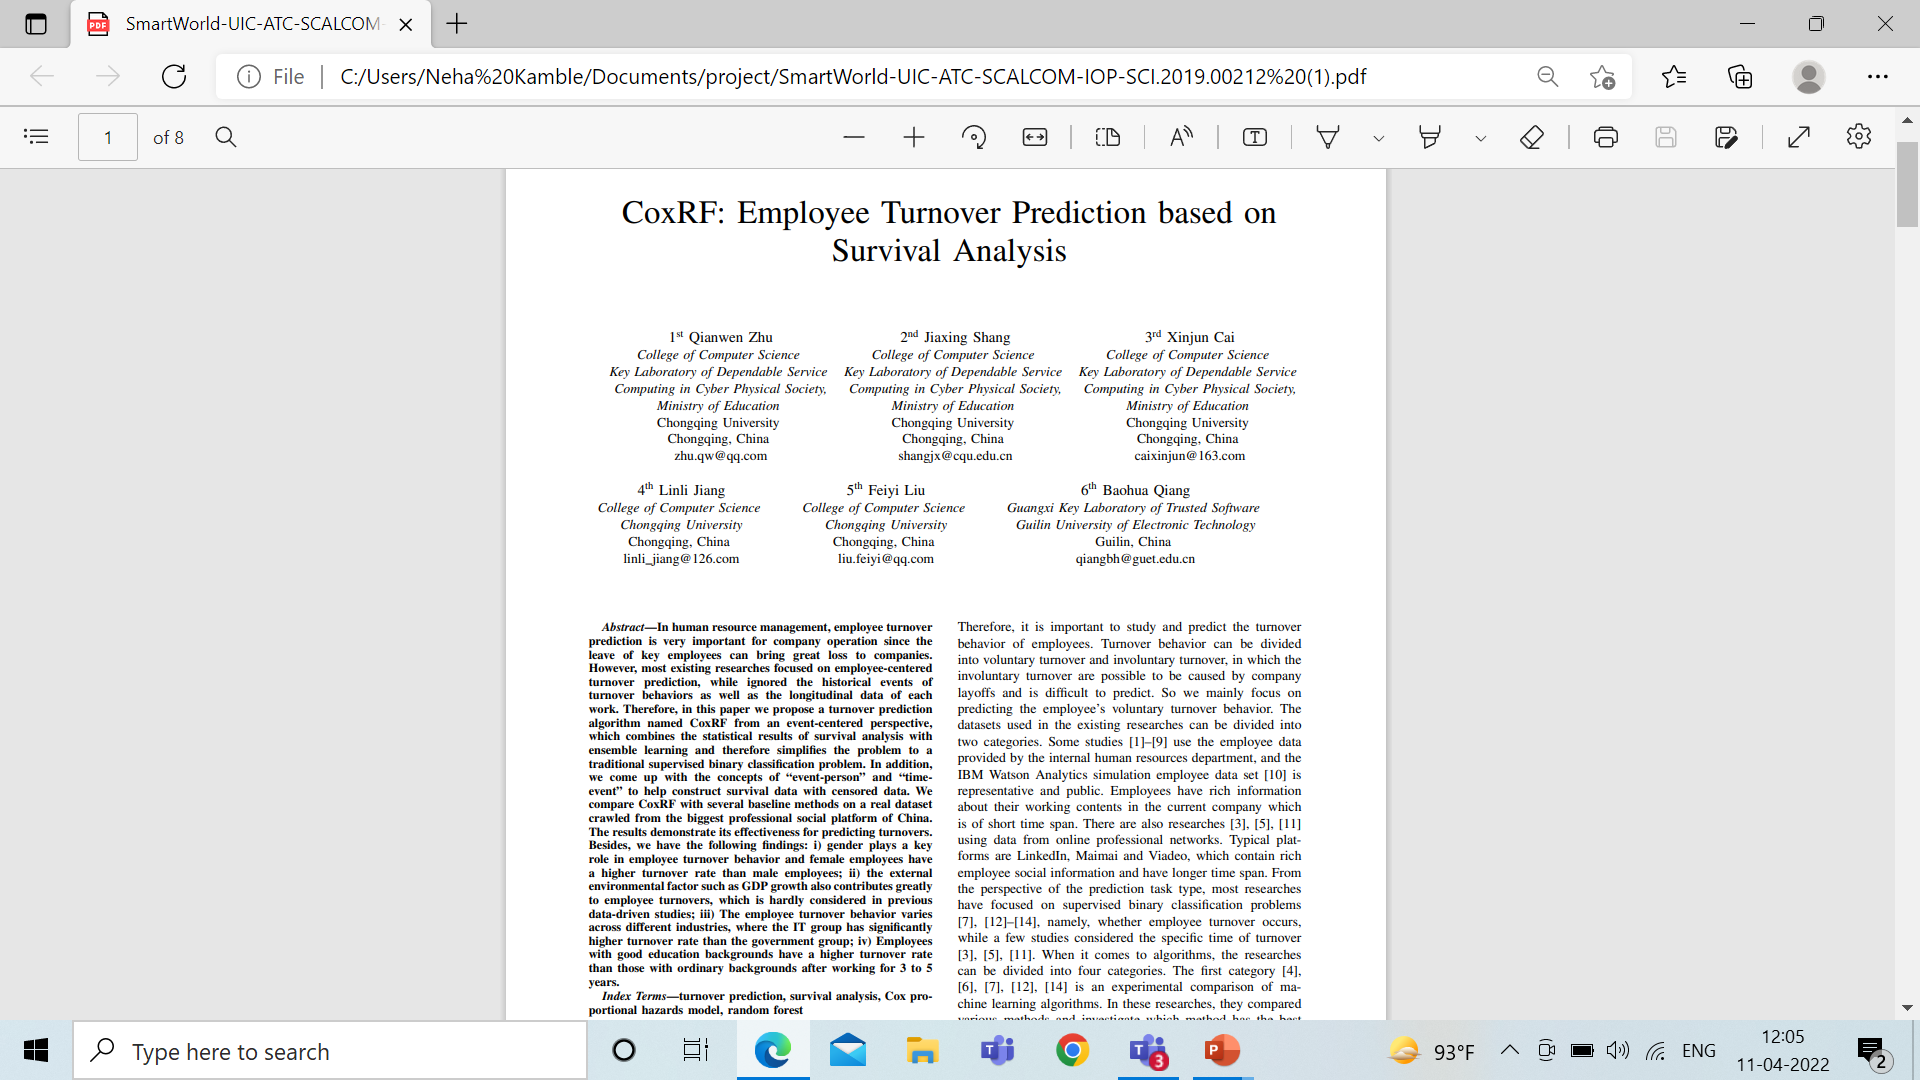 SmartWorld-UIC-ATC-SCALCOM-
File
C:/Users/Neha%20Kamble/Documents/project/SmartWorld-UIC-ATC-SCALCOM-IOP-SCI.2019.00212%20(1).pdf
1 of 8
CoxRF: Employee Turnover Prediction based on
Survival Analysis
1st Qianwen Zhu
College of Computer Science
Key Laboratory of Dependable Service
Computing in Cyber Physical Society,
Ministry of Education
Chongqing University
Chongqing, China
zhu.qw@qq.com
2nd Jiaxing Shang
College of Computer Science
Key Laboratory of Dependable Service
Computing in Cyber Physical Society,
Ministry of Education
Chongqing University
Chongqing, China
shangjx@cqu.edu.cn
3rd Xinjun Cai
College of Computer Science
Key Laboratory of Dependable Service
Computing in Cyber Physical Society,
Ministry of Education
Chongqing University
Chongqing, China
caixinjun@163.com
4th Linli Jiang
College of Computer Science
Chongqing University
Chongqing, China
linli_jiang@126.com
5th Feiyi Liu
College of Computer Science
Chongqing University
Chongqing, China
liu.feiyi@qq.com
6th Baohua Qiang
Guangxi Key Laboratory of Trusted Software
Guilin University of Electronic Technology
Guilin, China
qiangbh@guet.edu.cn
Abstract—In human resource management, employee turnover
prediction is very important for company operation since the
leave of key employees can bring great loss to companies.
However, most existing researches focused on employee-centered
turnover prediction, while ignored the historical events of
turnover behaviors as well as the longitudinal data of each
work. Therefore, in this paper we propose a turnover prediction
algorithm named CoxRF from an event-centered perspective,
which combines the statistical results of survival analysis with
ensemble learning and therefore simplifies the problem to a
traditional supervised binary classification problem. In addition,
we come up with the concepts of “event-person” and “time-
event” to help construct survival data with censored data. We
compare CoxRF with several baseline methods on a real dataset
crawled from the biggest professional social platform of China.
The results demonstrate its effectiveness for predicting turnovers.
Besides, we have the following findings: i) gender plays a key
role in employee turnover behavior and female employees have
a higher turnover rate than male employees; ii) the external
environmental factor such as GDP growth also contributes greatly
to employee turnovers, which is hardly considered in previous
data-driven studies; iii) The employee turnover behavior varies
across different industries, where the IT group has significantly
higher turnover rate than the government group; iv) Employees
with good education backgrounds have a higher turnover rate
than those with ordinary backgrounds after working for 3 to 5
years.
Index Terms—turnover prediction, survival analysis, Cox pro-
portional hazards model, random forest
Therefore, it is important to study and predict the turnover
behavior of employees. Turnover behavior can be divided
into voluntary turnover and involuntary turnover, in which the
involuntary turnover are possible to be caused by company
layoffs and is difficult to predict. So we mainly focus on
predicting the employee’s voluntary turnover behavior. The
datasets used in the existing researches can be divided into
two categories. Some studies [1]–[9] use the employee data
provided by the internal human resources department, and the
IBM Watson Analytics simulation employee data set [10] is
representative and public. Employees have rich information
about their working contents in the current company which
is of short time span. There are also researches [3], [5], [11]
using data from online professional networks. Typical plat-
forms are LinkedIn, Maimai and Viadeo, which contain rich
employee social information and have longer time span. From
the perspective of the prediction task type, most researches
have focused on supervised binary classification problems
[7], [12]–[14], namely, whether employee turnover occurs,
while a few studies considered the specific time of turnover
[3], [5], [11]. When it comes to algorithms, the researches
can be divided into four categories. The first category [4],
[6], [7], [12], [14] is an experimental comparison of ma-
chine learning algorithms. In these researches, they compared
various methods and investigate which method has the best
Type here to search
3
93°F
ENG
12:05
11-04-2022
2